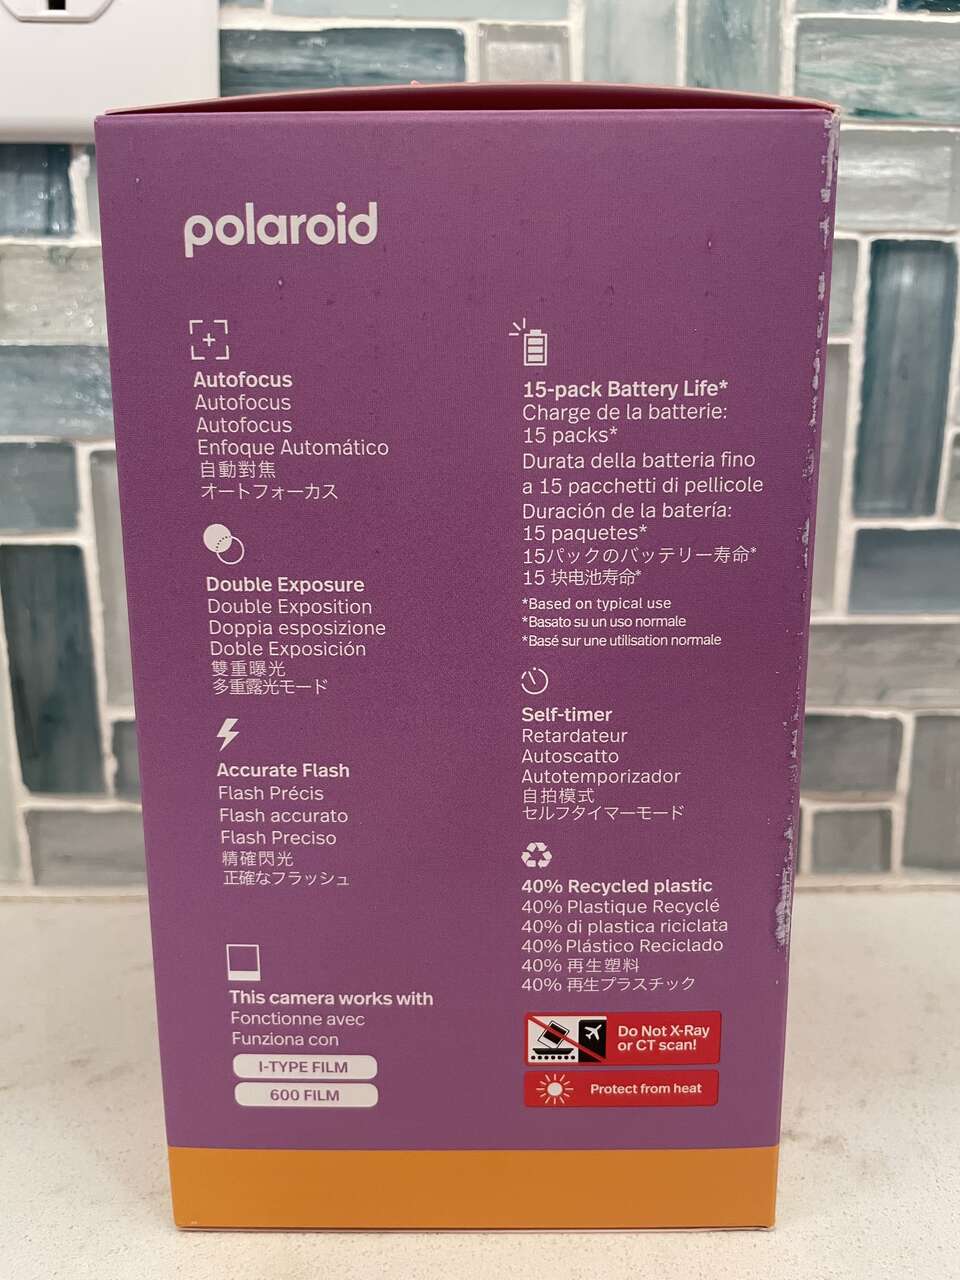 polaroid
Autofocus
Autofocus
Autofocus
Enfoque Automático
自動對焦
オートフォーカス
Double Exposure
Double Exposition
Doppia esposizione
Doble Exposición
雙重曝光
多重露光モード
Accurate Flash
Flash Précis
Flash accurato
Flash Preciso
精確閃光
正確なフラッシュ
This camera works with
Fonctionne avec
Funziona con
I-TYPE FILM
600 FILM
15-pack Battery Life*
Charge de la batterie:
15 packs*
Durata della batteria fino
a 15 pacchetti di pellicole
Duración de la batería:
15 paquetes*
15パックのバッテリー寿命*
15 块电池寿命*
*Based on typical use
*Basato su un uso normale
*Basé sur une utilisation normale
Self-timer
Retardateur
Autoscatto
Autotemporizador
自拍模式
セルフタイマーモード
40% Recycled plastic
40% Plastique Recyclé
40% di plastica riciclata
40% Plástico Reciclado
40% 再生塑料
40% 再生プラスチック
Do Not X-Ray
or CT scan!
Protect from heat